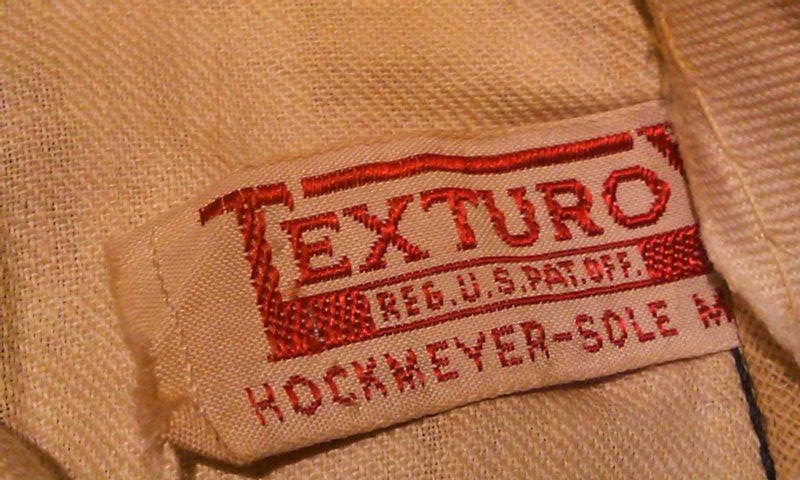 TEXTURO
REG. U.S. PAT. OFF.
HOCKMEYER-SOLE M